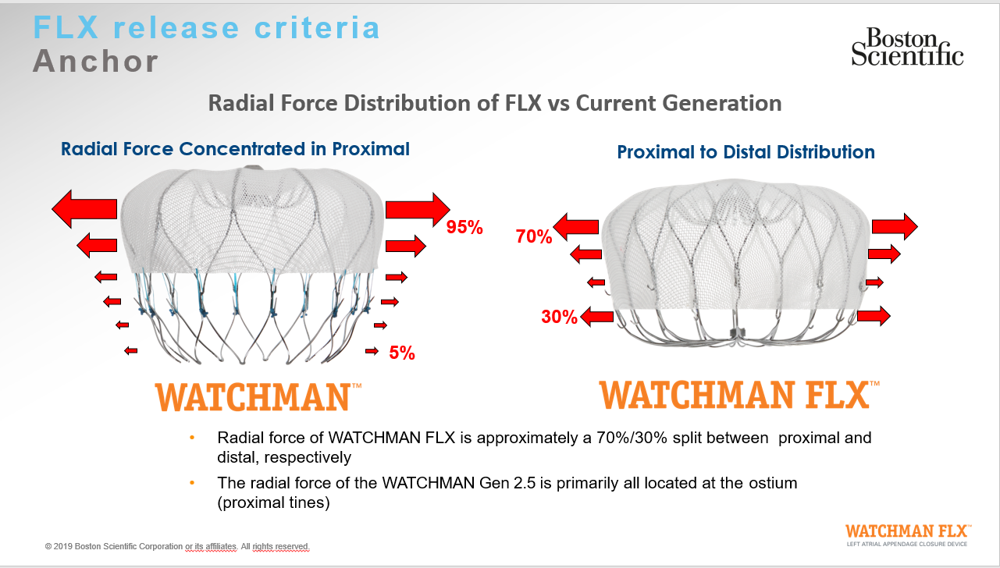 FLX release criteria
Anchor
Boston
Scientific
Radial Force Distribution of FLX vs Current Generation
Radial Force Concentrated in Proximal
Proximal to Distal Distribution
95%
70%
30%
5%
WATCHMAN™
WATCHMAN FLX™
• Radial force of WATCHMAN FLX is approximately a 70%/30% split between  proximal and
distal, respectively
• The radial force of the WATCHMAN Gen 2.5 is primarily all located at the ostium
(proximal tines)
© 2019 Boston Scientific Corporation or its affiliates. All rights reserved.
WATCHMAN FLX™
LEFT ATRIAL APPENDAGE CLOSURE DEVICE